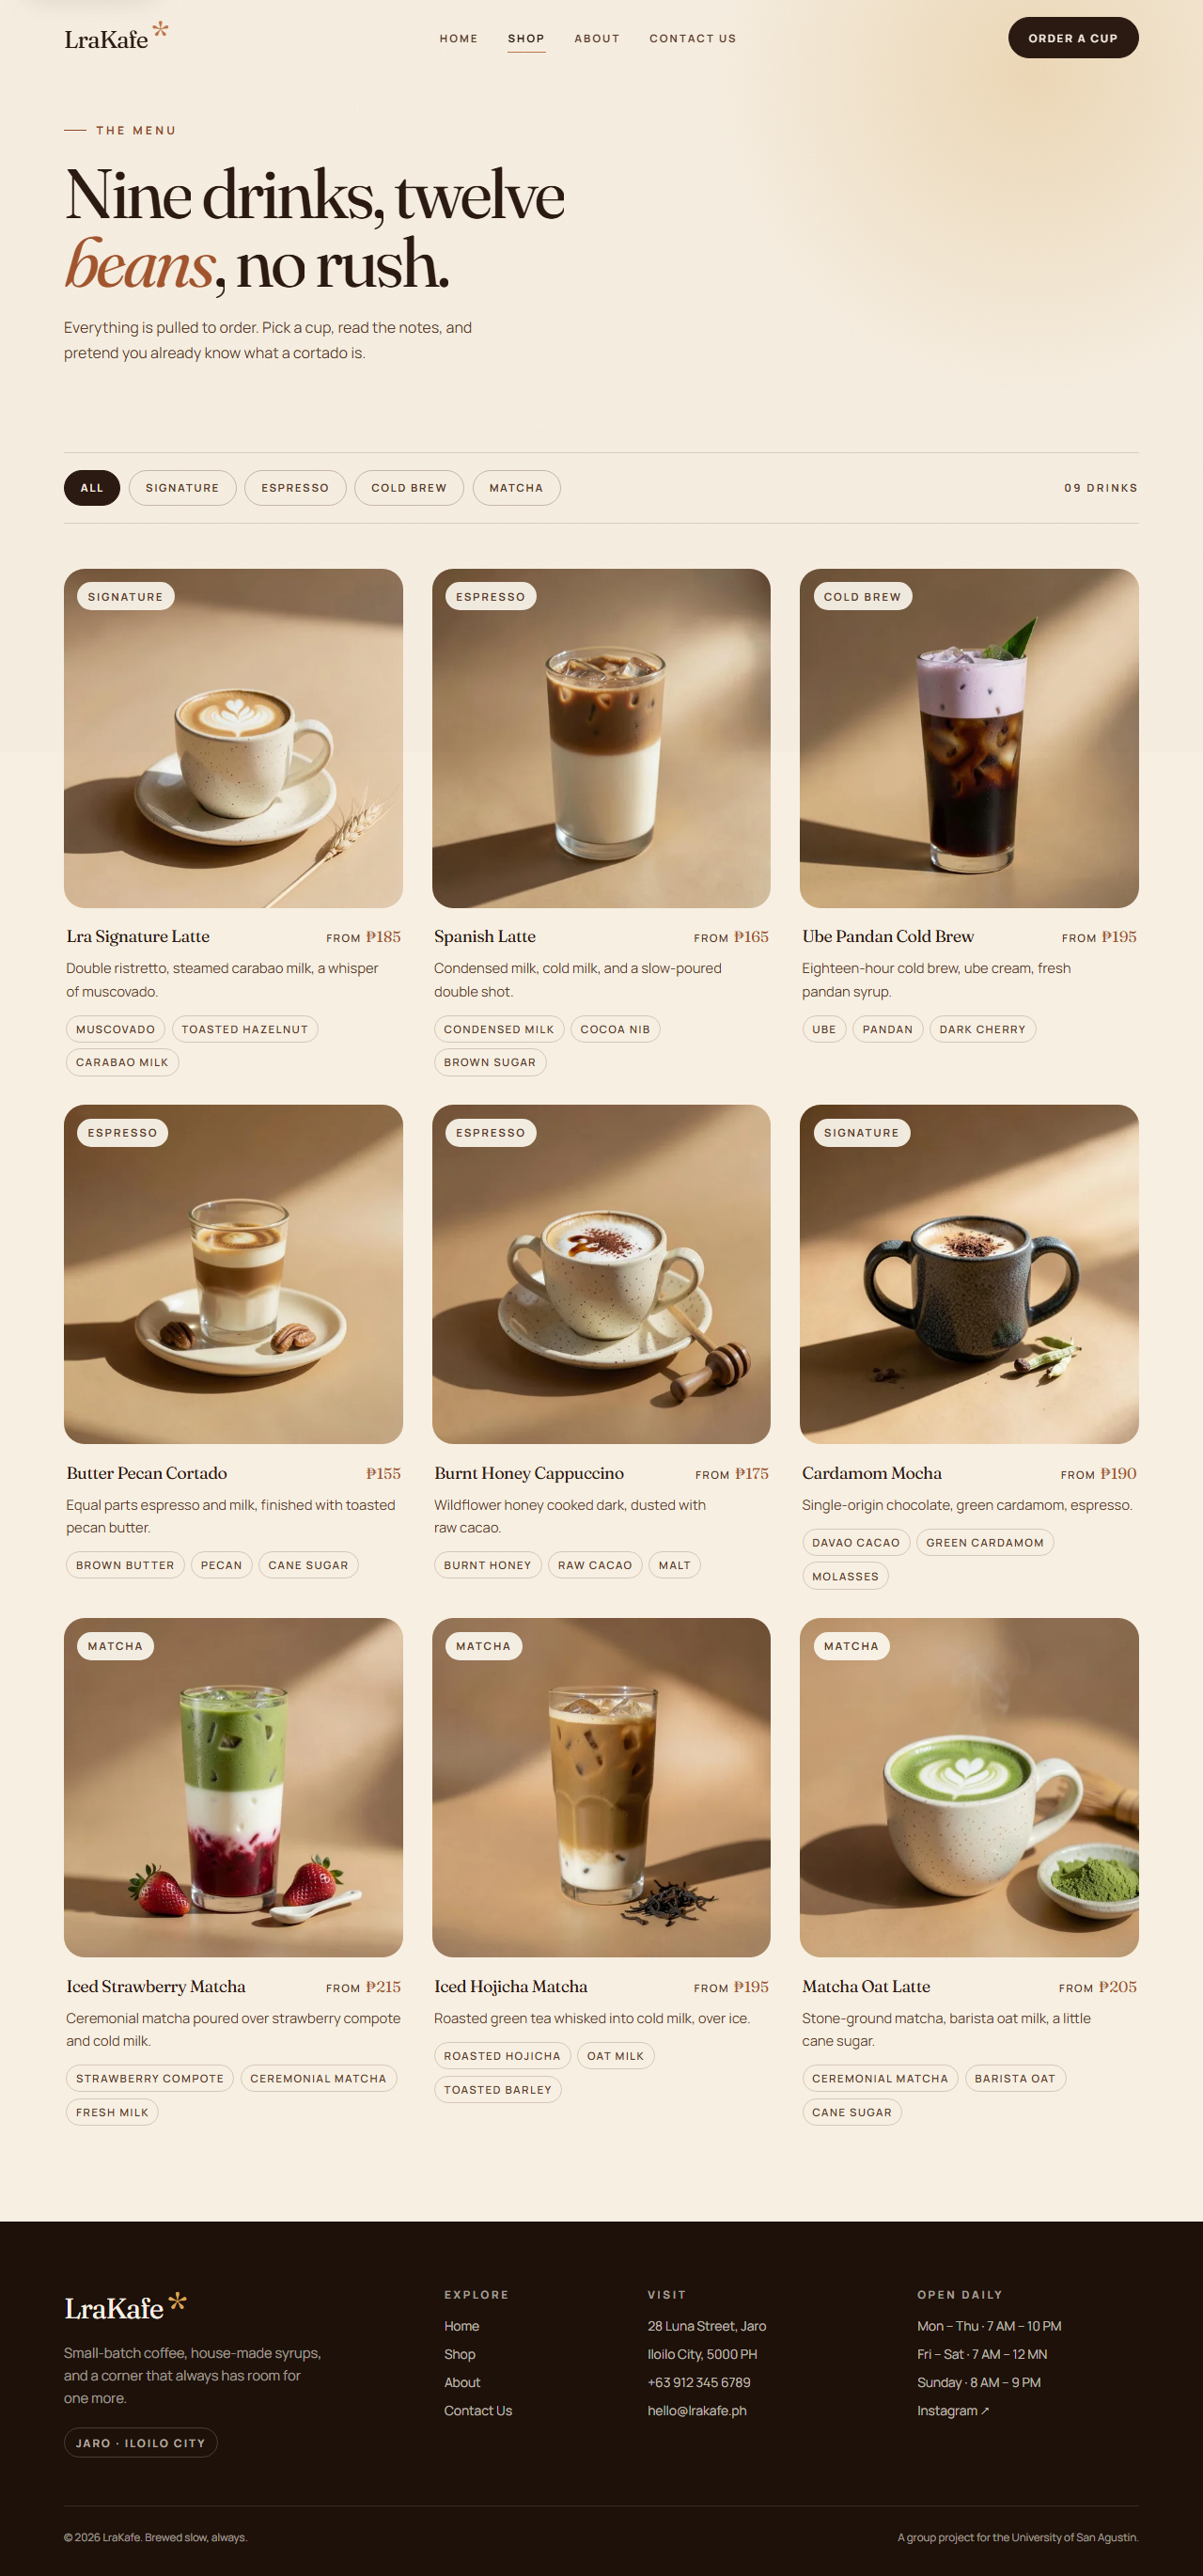 LraKafe*
HOME SHOP ABOUT CONTACT US
ORDER A CUP
THE MENU
Nine drinks, twelve
beans, no rush.
Everything is pulled to order. Pick a cup, read the notes, and
pretend you already know what a cortado is.
ALL SIGNATURE ESPRESSO COLD BREW MATCHA
09 DRINKS
SIGNATURE
Lra Signature Latte FROM ₱185
Double ristretto, steamed carabao milk, a whisper
of muscovado.
MUSCOVADO TOASTED HAZELNUT
CARABAO MILK
ESPRESSO
Spanish Latte FROM ₱165
Condensed milk, cold milk, and a slow-poured
double shot.
CONDENSED MILK COCOA NIB
BROWN SUGAR
COLD BREW
Ube Pandan Cold Brew FROM ₱195
Eighteen-hour cold brew, ube cream, fresh
pandan syrup.
UBE PANDAN DARK CHERRY
ESPRESSO
Butter Pecan Cortado ₱155
Equal parts espresso and milk, finished with toasted
pecan butter.
BROWN BUTTER PECAN CANE SUGAR
ESPRESSO
Burnt Honey Cappuccino FROM ₱175
Wildflower honey cooked dark, dusted with
raw cacao.
BURNT HONEY RAW CACAO MALT
SIGNATURE
Cardamom Mocha FROM ₱190
Single-origin chocolate, green cardamom, espresso.
DAVAO CACAO GREEN CARDAMOM
MOLASSES
MATCHA
Iced Strawberry Matcha FROM ₱215
Ceremonial matcha poured over strawberry compote
and cold milk.
STRAWBERRY COMPOTE CEREMONIAL MATCHA
FRESH MILK
MATCHA
Iced Hojicha Matcha FROM ₱195
Roasted green tea whisked into cold milk, over ice.
ROASTED HOJICHA OAT MILK
TOASTED BARLEY
MATCHA
Matcha Oat Latte FROM ₱205
Stone-ground matcha, barista oat milk, a little
cane sugar.
CEREMONIAL MATCHA BARISTA OAT
CANE SUGAR
LraKafe*
Small-batch coffee, house-made syrups,
and a corner that always has room for
one more.
JARO · ILOILO CITY
EXPLORE
Home
Shop
About
Contact Us
VISIT
28 Luna Street, Jaro
Iloilo City, 5000 PH
+63 912 345 6789
hello@lrakafe.ph
OPEN DAILY
Mon – Thu · 7 AM – 10 PM
Fri – Sat · 7 AM – 12 MN
Sunday · 8 AM – 9 PM
Instagram ↗
© 2026 LraKafe. Brewed slow, always.
A group project for the University of San Agustin.